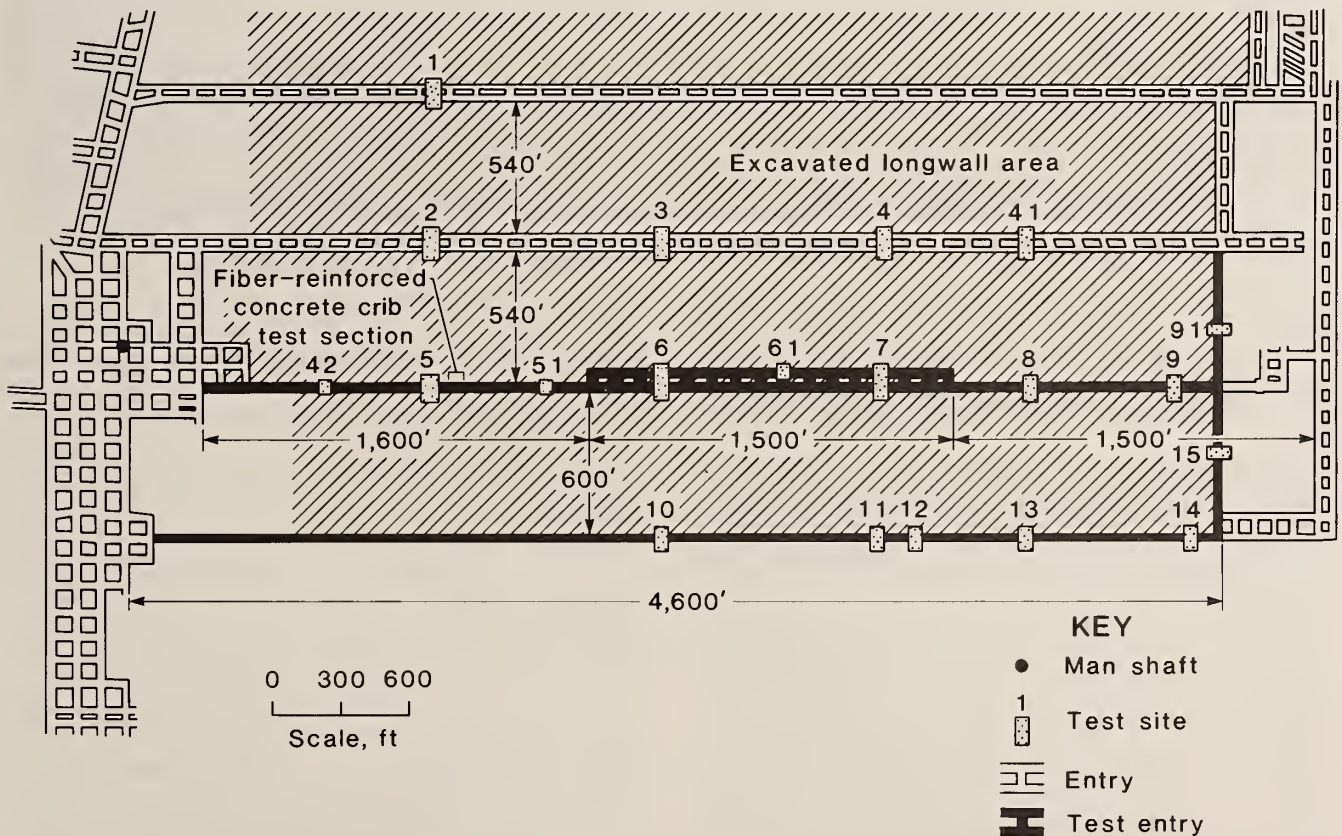 1
540'
Excavated longwall area
2
3
4
41
Fiber-reinforced
concrete crib
test section
540'
91
42
5
51
6
61
7
8
9
1,600'
1,500'
1,500'
600'
15
10
11
12
13
14
4,600'
0 300 600
Scale, ft
KEY
Man shaft
1
Test site
Entry
Test entry